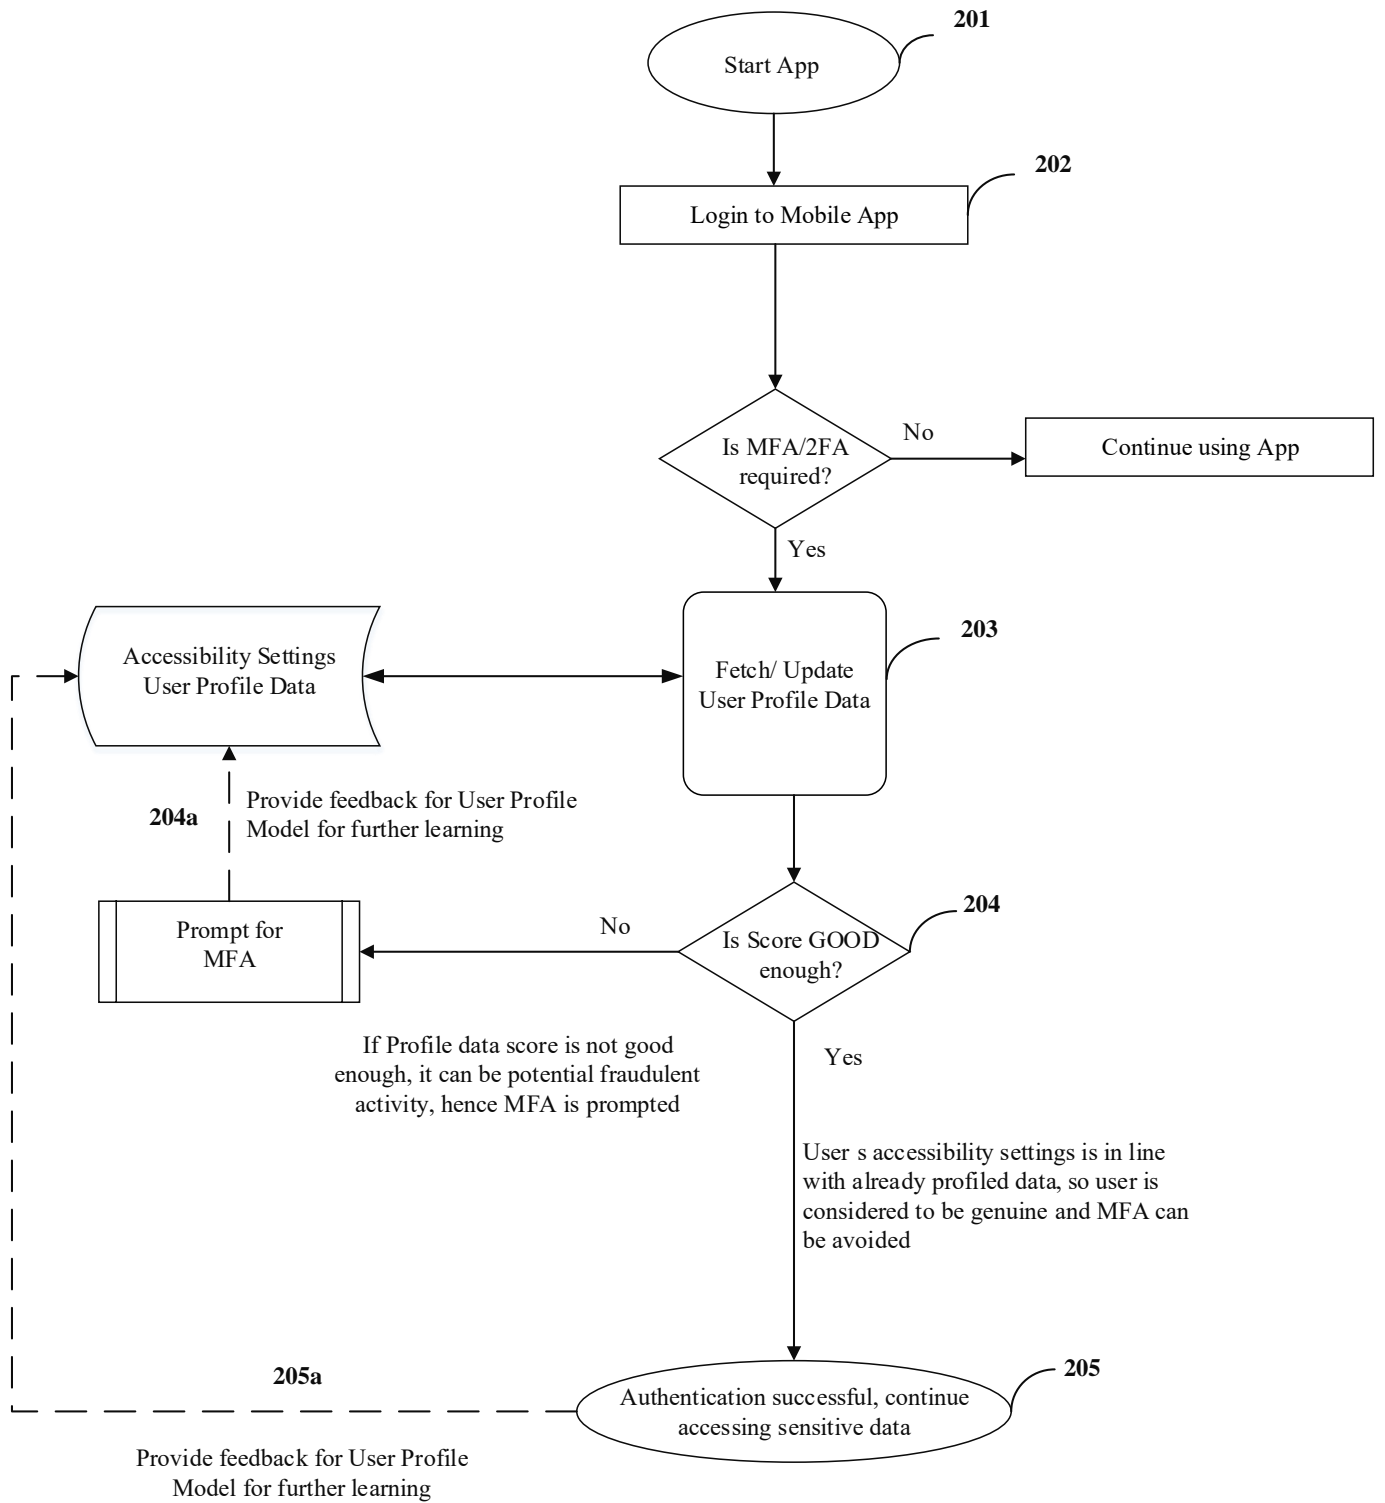 201
Start App
202
Login to Mobile App
Is MFA/2FA
required?
No
Continue using App
Yes
203
Accessibility Settings
User Profile Data
Fetch/ Update
User Profile Data
204a
Provide feedback for User Profile
Model for further learning
204
Is Score GOOD
enough?
No
Prompt for
MFA
If Profile data score is not good
enough, it can be potential fraudulent
activity, hence MFA is prompted
Yes
User s accessibility settings is in line
with already profiled data, so user is
considered to be genuine and MFA can
be avoided
205
Authentication successful, continue
accessing sensitive data
205a
Provide feedback for User Profile
Model for further learning